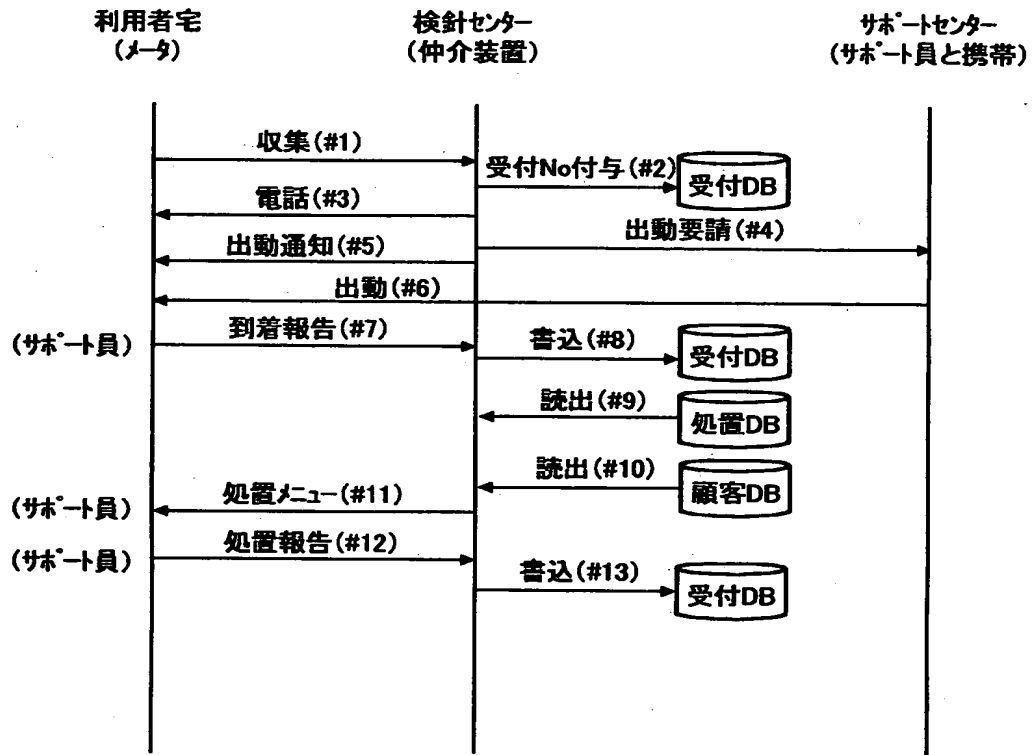 利用者宅
(ﾒｰﾀ)
検針ｾﾝﾀｰ
(仲介装置)
ｻﾎﾟｰﾄｾﾝﾀｰ
(ｻﾎﾟｰﾄ員と携帯)
収集(#1)
受付No付与(#2)
受付DB
電話(#3)
出動要請(#4)
出動通知(#5)
出動(#6)
(ｻﾎﾟｰﾄ員)
到着報告(#7)
書込(#8)
受付DB
読出(#9)
処置DB
読出(#10)
顧客DB
(ｻﾎﾟｰﾄ員)
処置ﾒﾆｭｰ(#11)
(ｻﾎﾟｰﾄ員)
処置報告(#12)
書込(#13)
受付DB